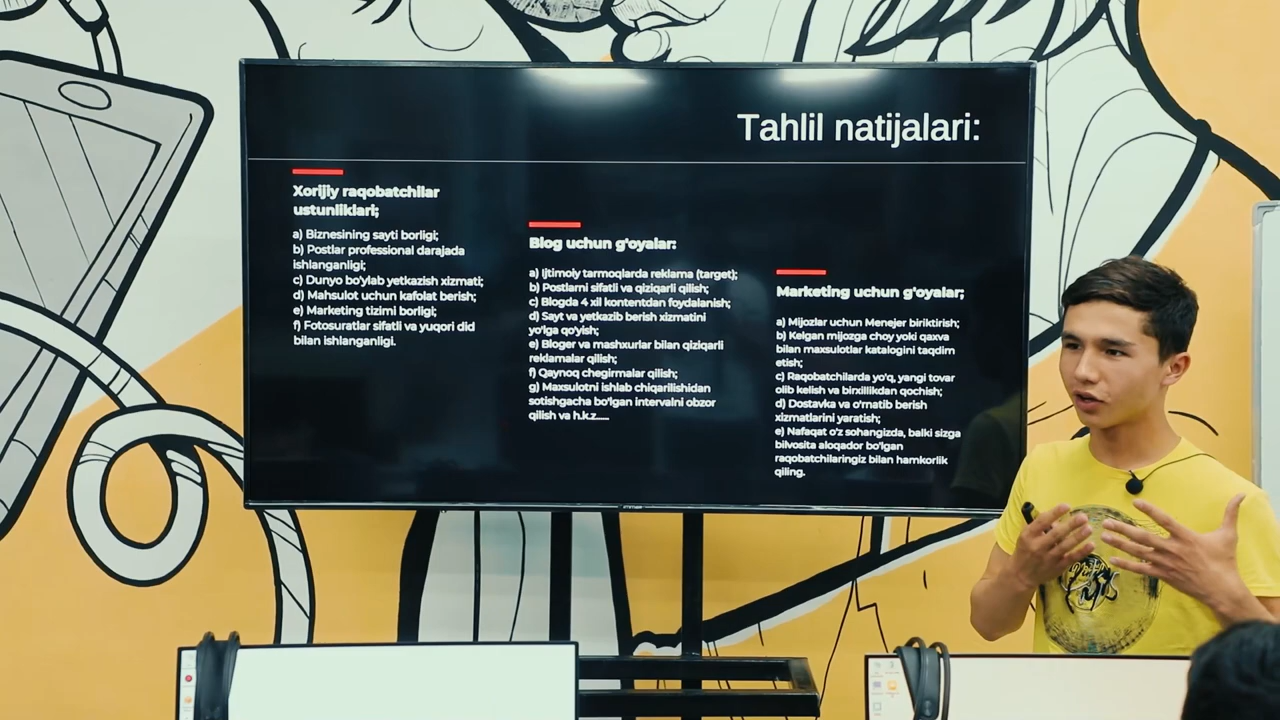 Tahlil natijalari:
Xorijiy raqobatchilar
ustunliklari;
a) Biznesining sayti borligi;
b) Postlar professional darajada
ishlanganligi;
c) Dunyo bo'ylab yetkazish xizmati;
d) Mahsulot uchun kafolat berish;
e) Marketing tizimi borligi;
f) Fotosuratlar sifatli va yuqori did
bilan ishlanganligi.
Blog uchun g'oyalar:
a) Ijtimoiy tarmoqlarda reklama (target);
b) Postlarni sifatli va qiziqarli qilish;
c) Blogda 4 xil kontentdan foydalanish;
d) Sayt va yetkazib berish xizmatini
yo'lga qo'yish;
e) Bloger va mashxurlar bilan qiziqarli
reklamalar qilish;
f) Qaynoq chegirmalar qilish;
g) Maxsulotni ishlab chiqarilishidan
sotishgacha bo'lgan intervalni obzor
qilish va h.k.z.....
Marketing uchun g'oyalar;
a) Mijozlar uchun Menejer biriktirish;
b) Kelgan mijozga choy yoki qaxva
bilan maxsulotlar katalogini taqdim
etish;
c) Raqobatchilarda yo'q, yangi tovar
olib kelish va birxillikdan qochish;
d) Dostavka va o'rnatib berish
xizmatlarini yaratish;
e) Nafaqat o'z sohangizda, balki sizga
bilvosita aloqador bo'lgan
raqobatchilaringiz bilan hamkorlik
qiling.